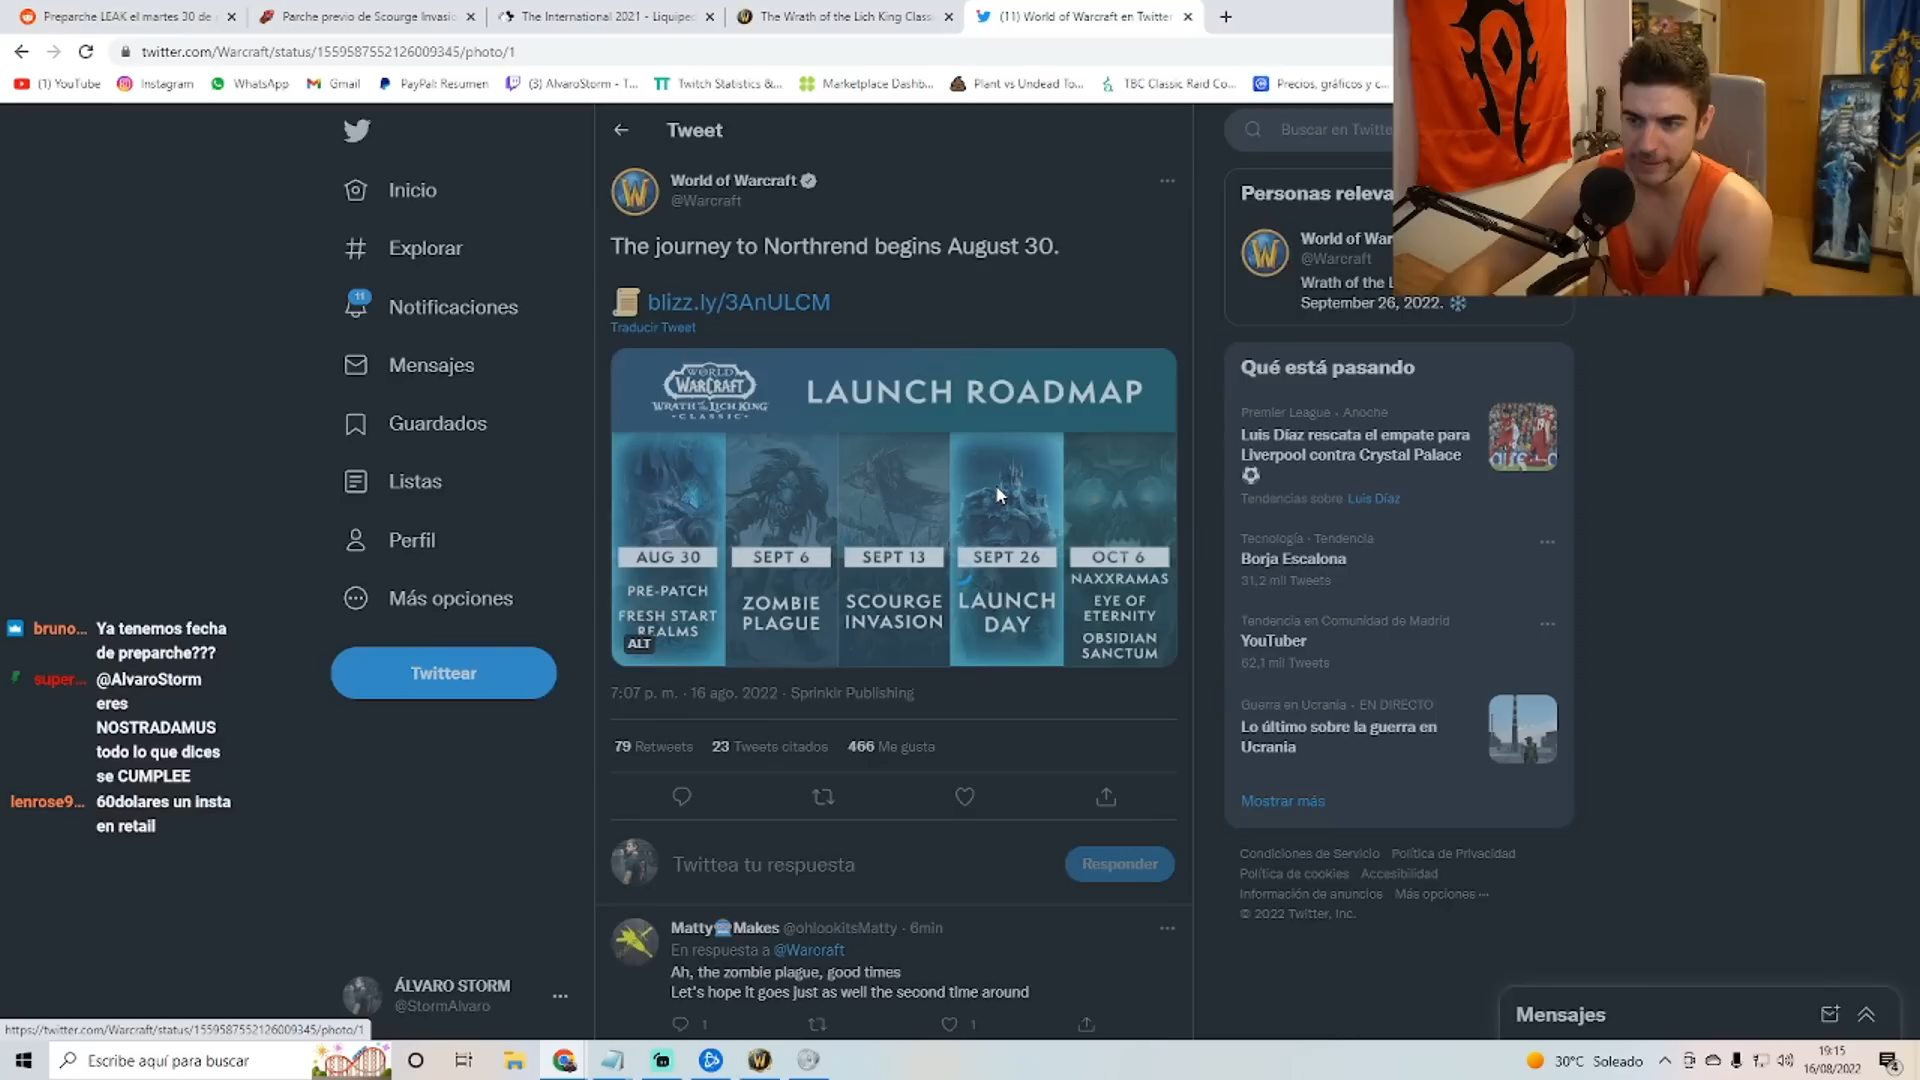 Preparche LEAK el martes 30 de
Parche previo de Scourge Invasi
The International 2021 - Liquipe
The Wrath of the Lich King Class
(11) World of Warcraft en Twitter
twitter.com/Warcraft/status/1559587552126009345/photo/1
(1) YouTube
Instagram
WhatsApp
Gmail
PayPal: Resumen
(3) AlvaroStorm - T...
Twitch Statistics &...
Marketplace Dashb...
Plant vs Undead To...
TBC Classic Raid Co...
Precios, gráficos y c...
Inicio
Explorar
11
Notificaciones
Mensajes
Guardados
Listas
Perfil
Más opciones
Twittear
ÁLVARO STORM
@StormAlvaro
bruno... Ya tenemos fecha
de preparche???
super... @AlvaroStorm
eres
NOSTRADAMUS
todo lo que dices
se CUMPLEE
lenrose9... 60dolares un insta
en retail
Tweet
World of Warcraft
@Warcraft
The journey to Northrend begins August 30.
blizz.ly/3AnULCM
Traducir Tweet
WORLD OF
WARCRAFT
WRATH OF THE LICH KING
CLASSIC
LAUNCH ROADMAP
AUG 30
PRE-PATCH
FRESH START
REALMS
ALT
SEPT 6
ZOMBIE
PLAGUE
SEPT 13
SCOURGE
INVASION
SEPT 26
LAUNCH
DAY
OCT 6
NAXXRAMAS
EYE OF
ETERNITY
OBSIDIAN
SANCTUM
7:07 p. m. · 16 ago. 2022 · Sprinklr Publishing
79 Retweets 23 Tweets citados 466 Me gusta
Twittea tu respuesta
Responder
Matty Makes @ohlookitsMatty · 6min
En respuesta a @Warcraft
Ah, the zombie plague, good times
Let's hope it goes just as well the second time around
1
1
Buscar en Twitte
Personas releva
World of War
@Warcraft
Wrath of the L
September 26, 2022.
Qué está pasando
Premier League · Anoche
Luis Díaz rescata el empate para
Liverpool contra Crystal Palace
Tendencias sobre Luis Díaz
Tecnología · Tendencia
Borja Escalona
31,2 mil Tweets
Tendencia en Comunidad de Madrid
YouTuber
62,1 mil Tweets
Guerra en Ucrania · EN DIRECTO
Lo último sobre la guerra en
Ucrania
Mostrar más
Condiciones de Servicio Política de Privacidad
Política de cookies Accesibilidad
Información de anuncios Más opciones ···
© 2022 Twitter, Inc.
Mensajes
https://twitter.com/Warcraft/status/1559587552126009345/photo/1
Escribe aquí para buscar
30°C Soleado
19:15
16/08/2022
4